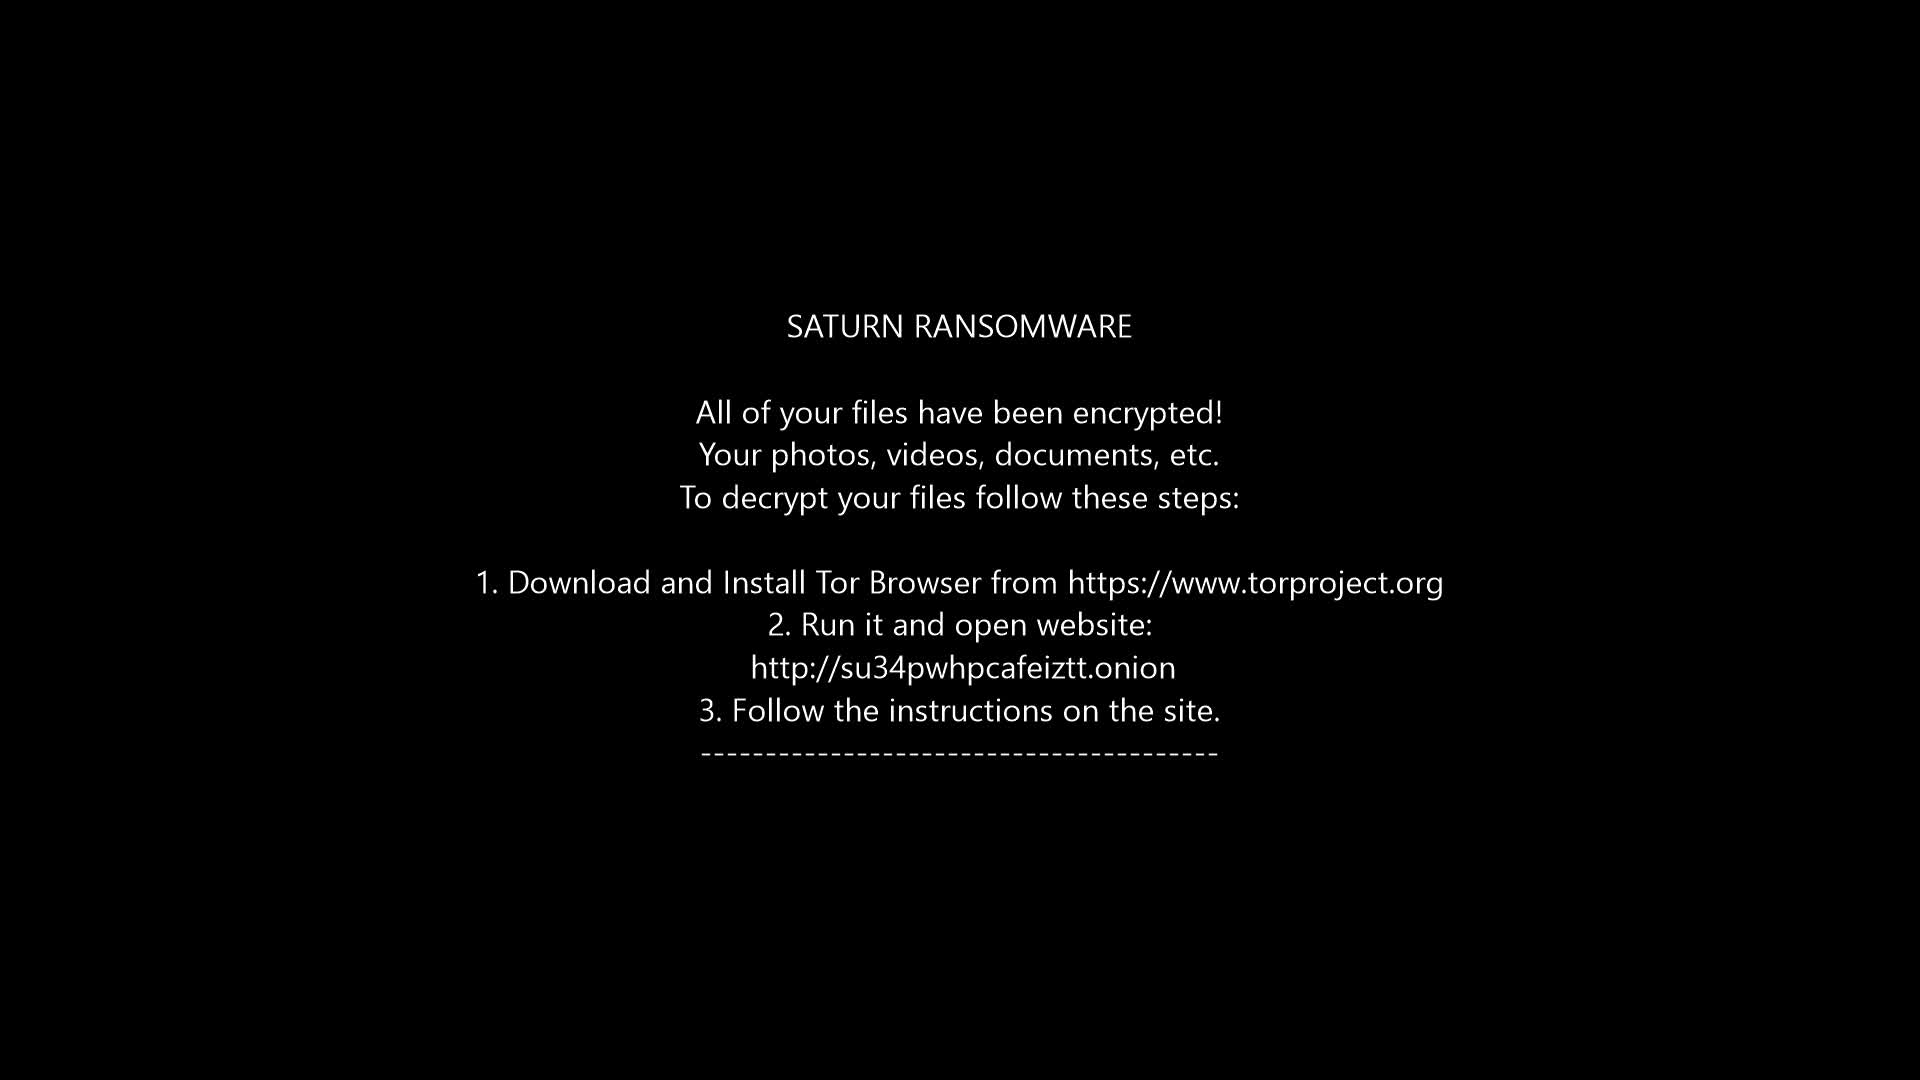 SATURN RANSOMWARE
All of your files have been encrypted!
Your photos, videos, documents, etc.
To decrypt your files follow these steps:
1. Download and Install Tor Browser from https://www.torproject.org
2. Run it and open website:
http://su34pwhpcafeiztt.onion
3. Follow the instructions on the site.
----------------------------------------